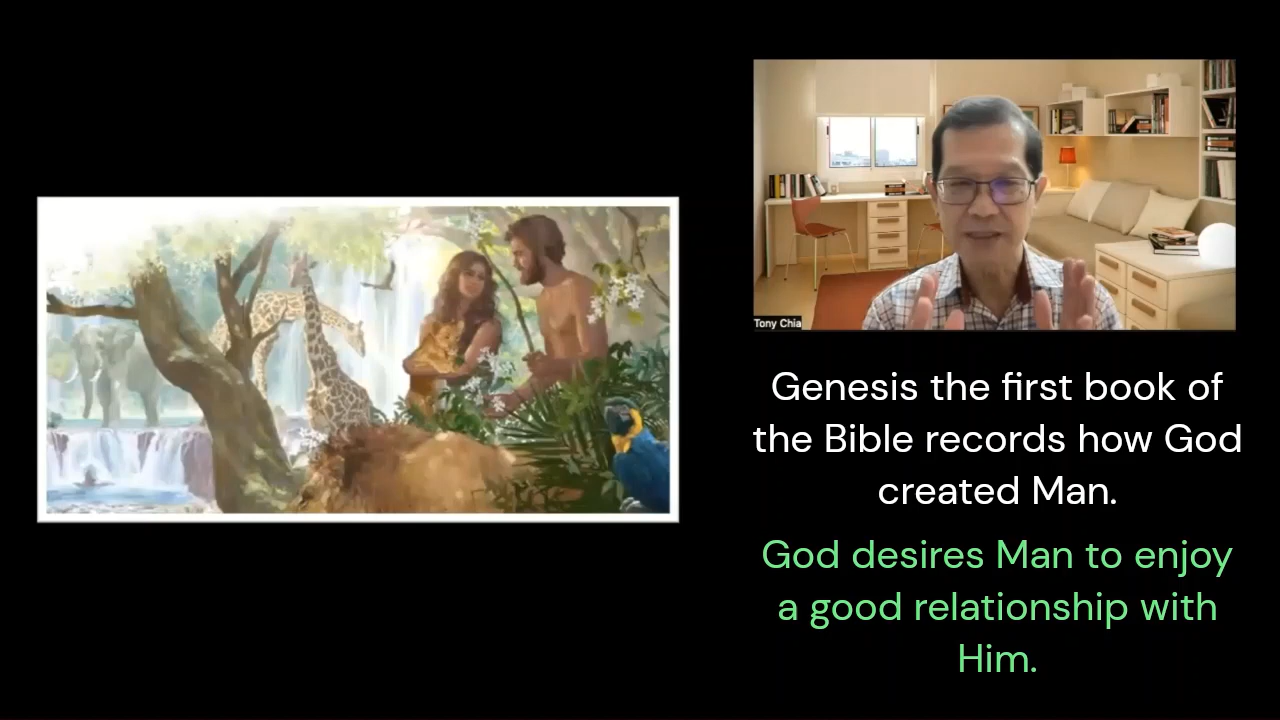 Tony Chia
Genesis the first book of
the Bible records how God
created Man.
God desires Man to enjoy
a good relationship with
Him.